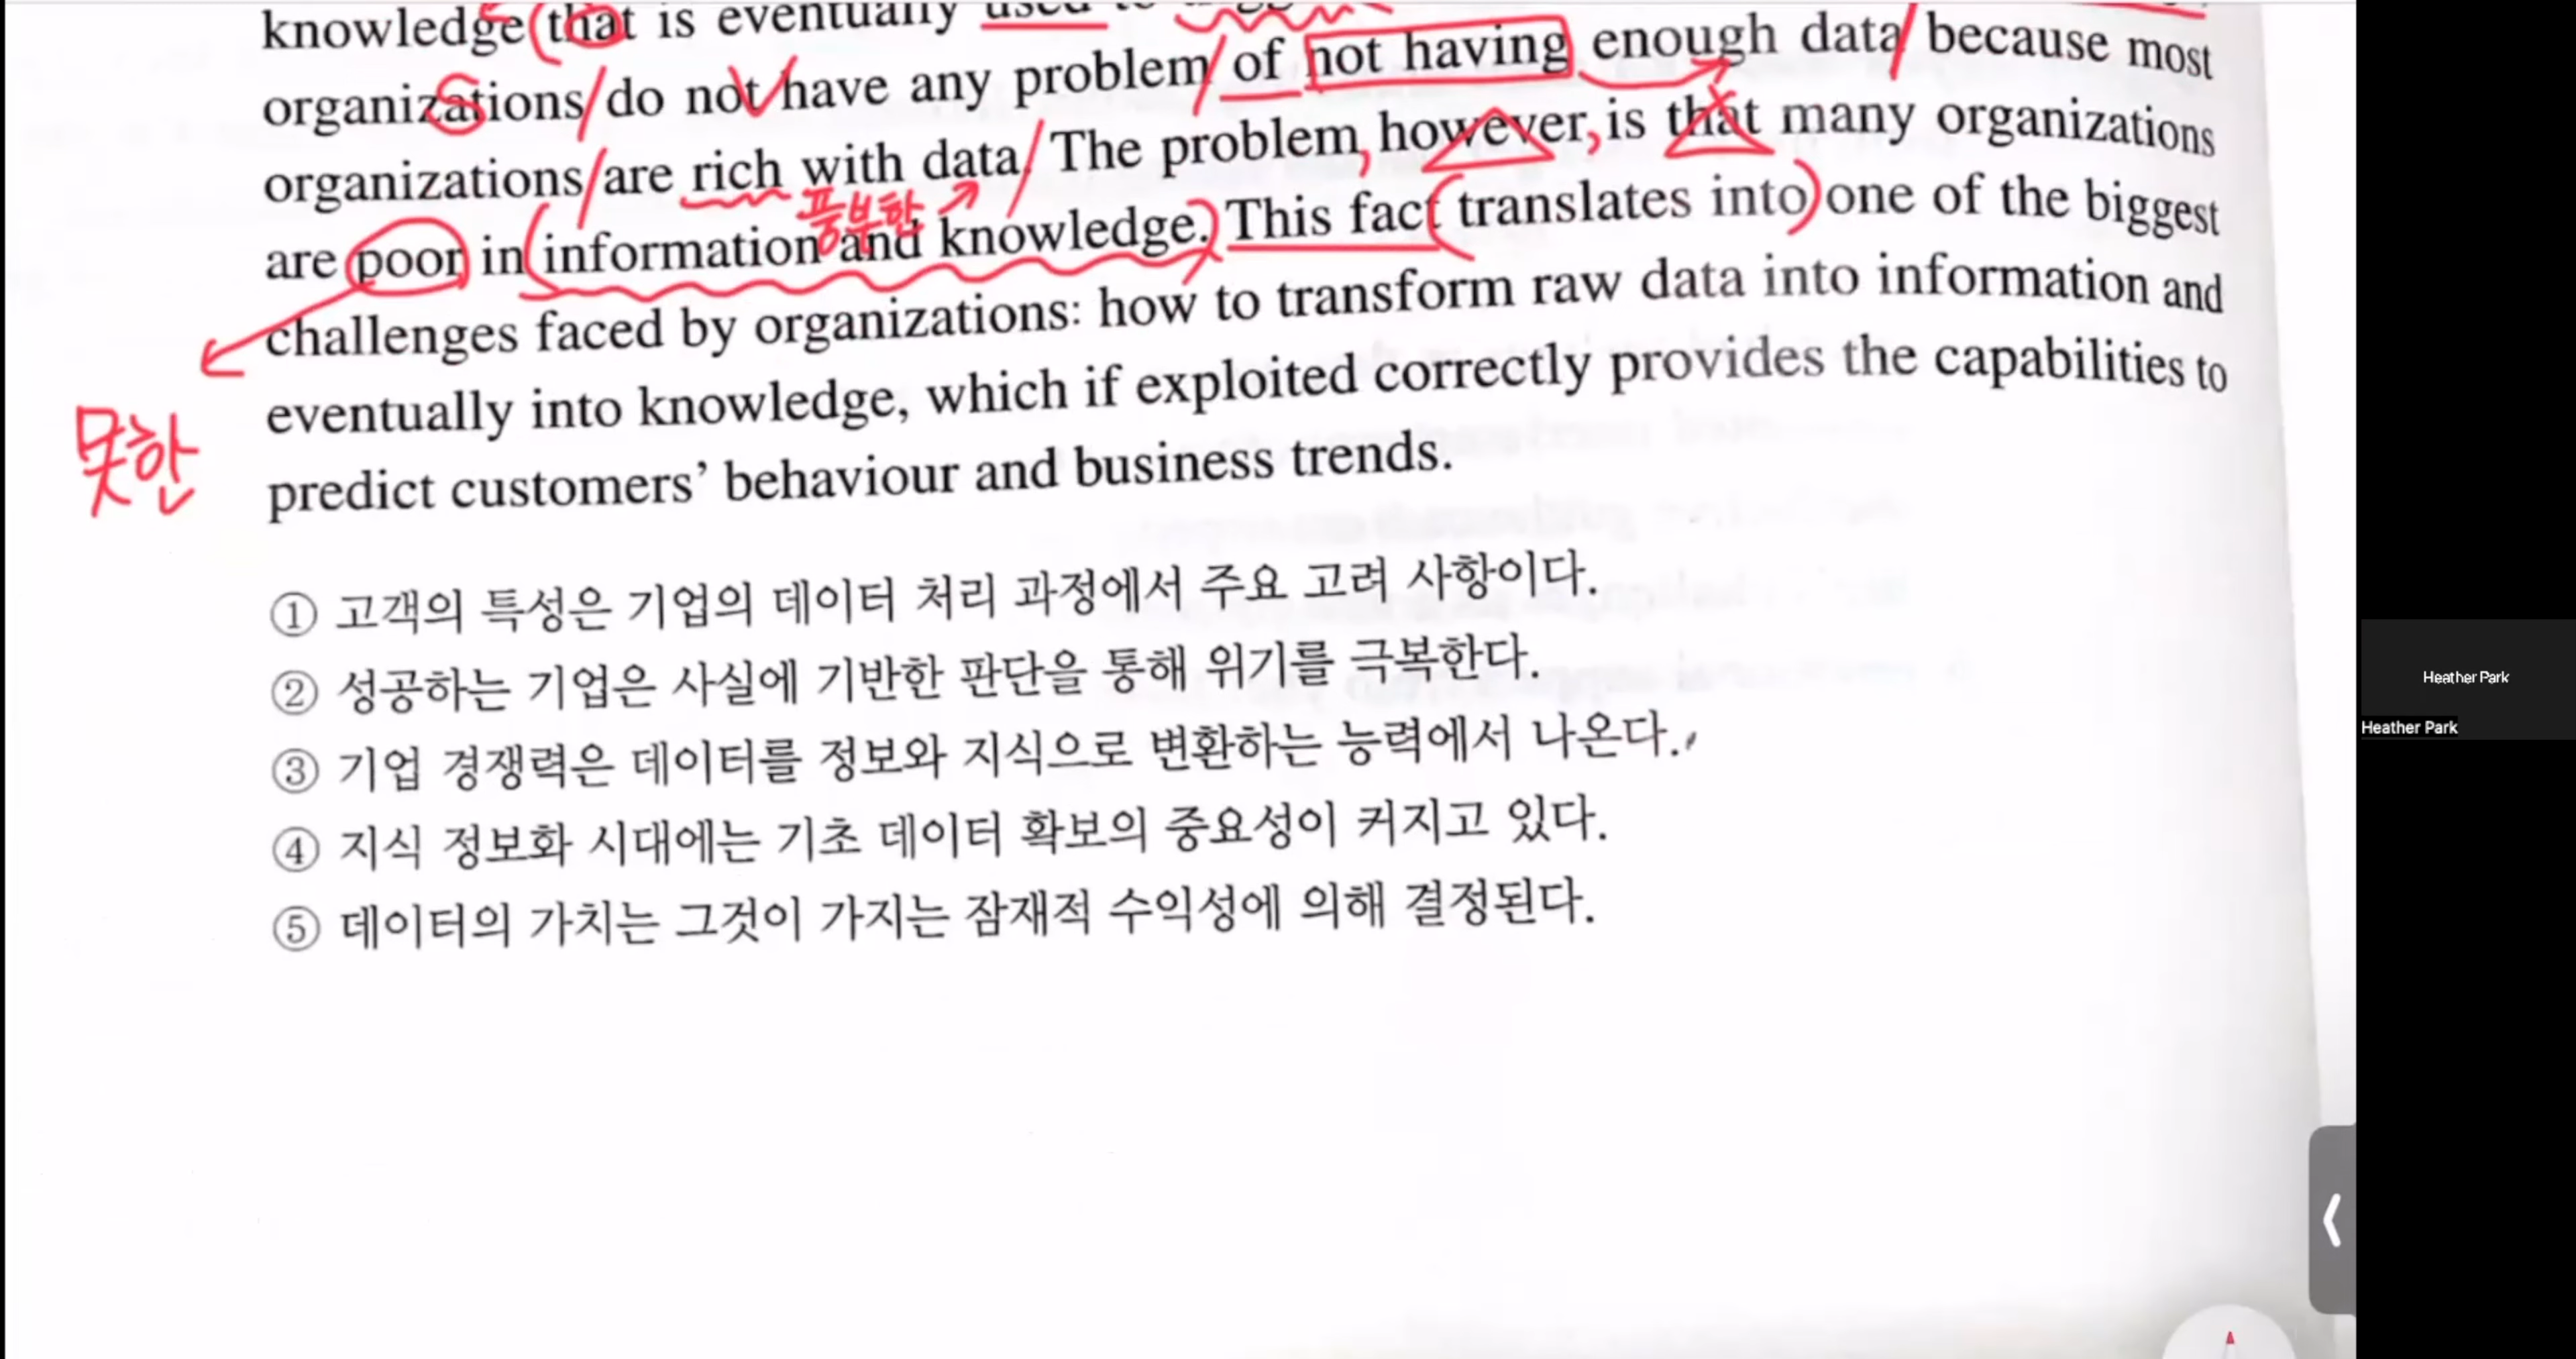 knowledge that is eventually used to
organizations do not have any problem of not having enough data because most
organizations are rich with data. The problem, however, is that many organizations
풍부한
are poor in information and knowledge. This fact translates into one of the biggest
challenges faced by organizations: how to transform raw data into information and
eventually into knowledge, which if exploited correctly provides the capabilities to
못한
predict customers' behaviour and business trends.
① 고객의 특성은 기업의 데이터 처리 과정에서 주요 고려 사항이다.
② 성공하는 기업은 사실에 기반한 판단을 통해 위기를 극복한다.
③ 기업 경쟁력은 데이터를 정보와 지식으로 변환하는 능력에서 나온다.
④ 지식 정보화 시대에는 기초 데이터 확보의 중요성이 커지고 있다.
⑤ 데이터의 가치는 그것이 가지는 잠재적 수익성에 의해 결정된다.
Heather Park
Heather Park